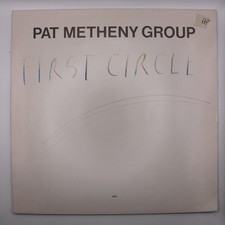 PAT METHENY GROUP
FIRST CIRCLE